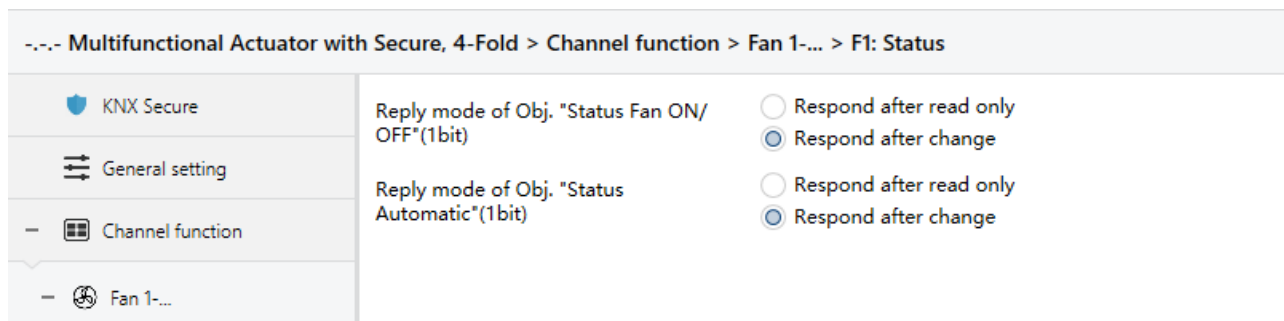 -.-.- Multifunctional Actuator with Secure, 4-Fold > Channel function > Fan 1-... > F1: Status
KNX Secure
General setting
Channel function
Fan 1-...
Reply mode of Obj. "Status Fan ON/
OFF"(1bit)
Respond after read only
Respond after change
Reply mode of Obj. "Status
Automatic"(1bit)
Respond after read only
Respond after change